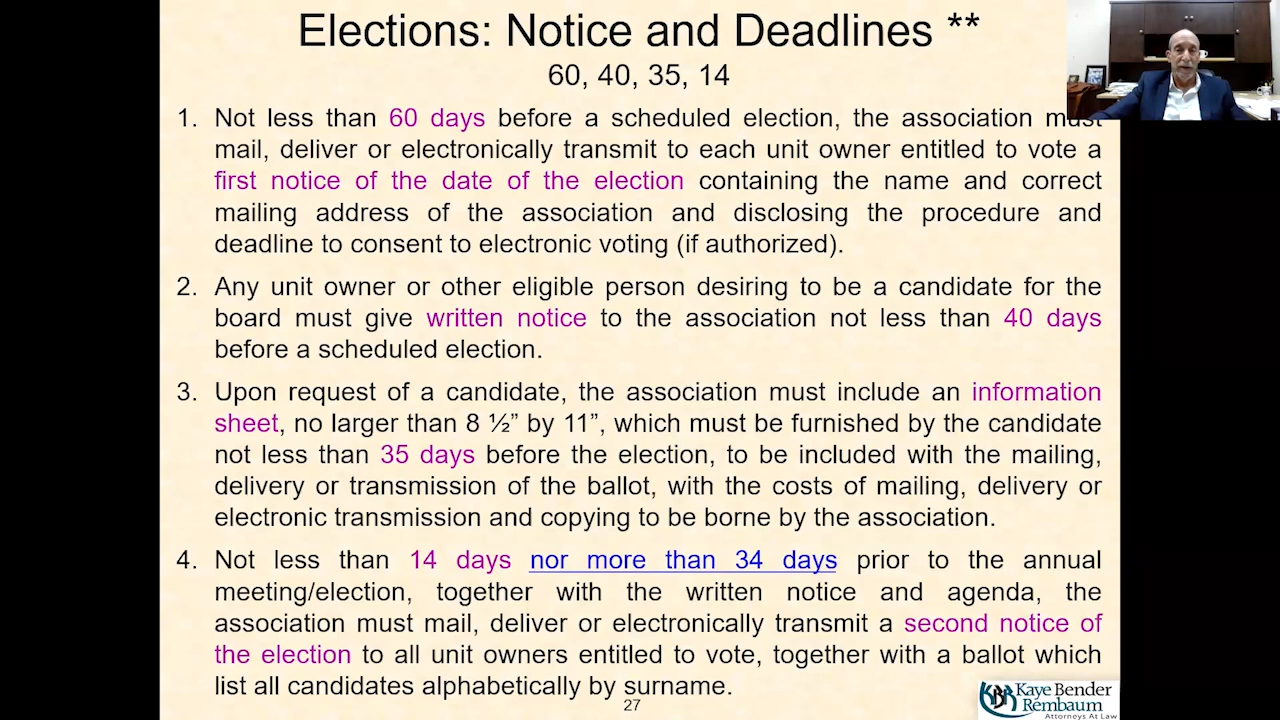 Elections: Notice and Deadlines **
60, 40, 35, 14
1. Not less than 60 days before a scheduled election, the association must
mail, deliver or electronically transmit to each unit owner entitled to vote a
first notice of the date of the election containing the name and correct
mailing address of the association and disclosing the procedure and
deadline to consent to electronic voting (if authorized).
2. Any unit owner or other eligible person desiring to be a candidate for the
board must give written notice to the association not less than 40 days
before a scheduled election.
3. Upon request of a candidate, the association must include an information
sheet, no larger than 8 ½” by 11”, which must be furnished by the candidate
not less than 35 days before the election, to be included with the mailing,
delivery or transmission of the ballot, with the costs of mailing, delivery or
electronic transmission and copying to be borne by the association.
4. Not less than 14 days nor more than 34 days prior to the annual
meeting/election, together with the written notice and agenda, the
association must mail, deliver or electronically transmit a second notice of
the election to all unit owners entitled to vote, together with a ballot which
list all candidates alphabetically by surname.
27
KBR Kaye Bender
Rembaum
Attorneys At Law